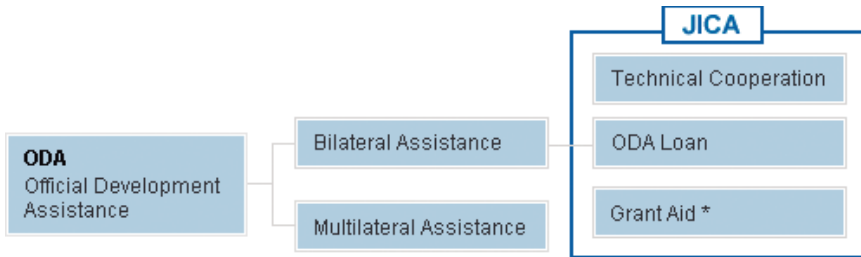 JICA
Technical Cooperation
ODA
Official Development
Assistance
Bilateral Assistance
ODA Loan
Multilateral Assistance
Grant Aid *